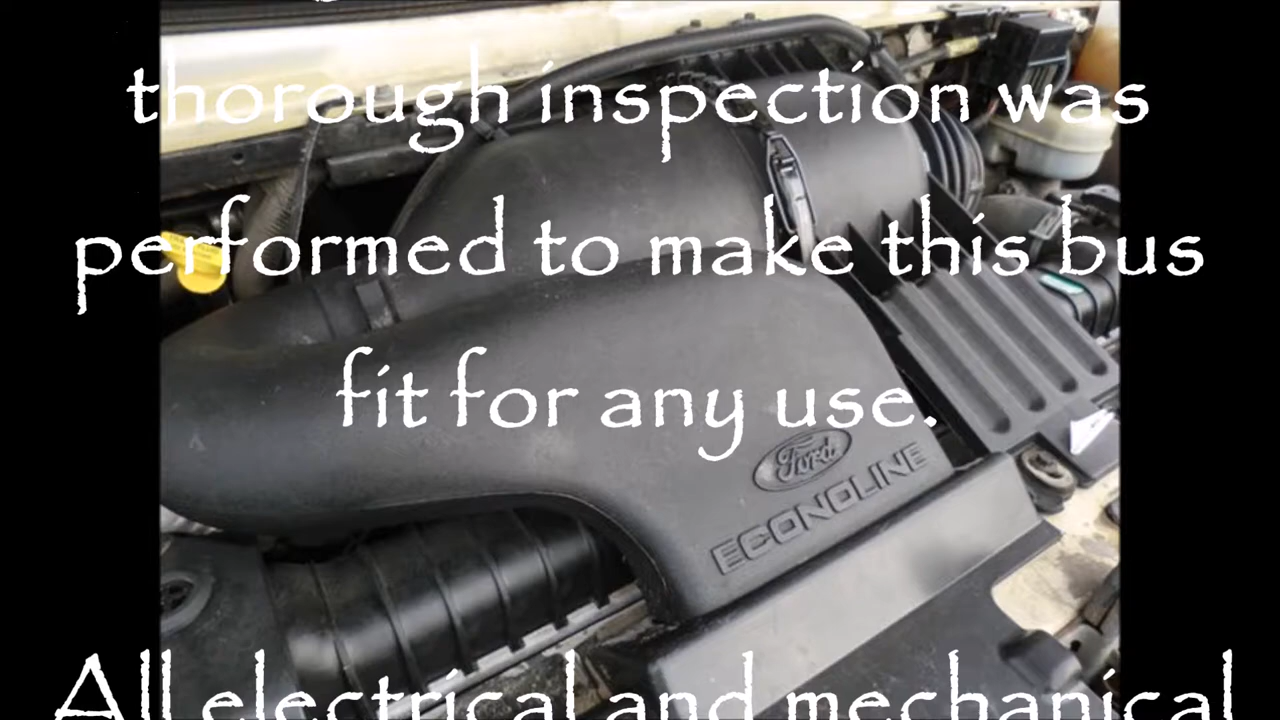 thorough inspection was
performed to make this bus
fit for any use.
Ford
ECONOLINE
All electrical and mechanical